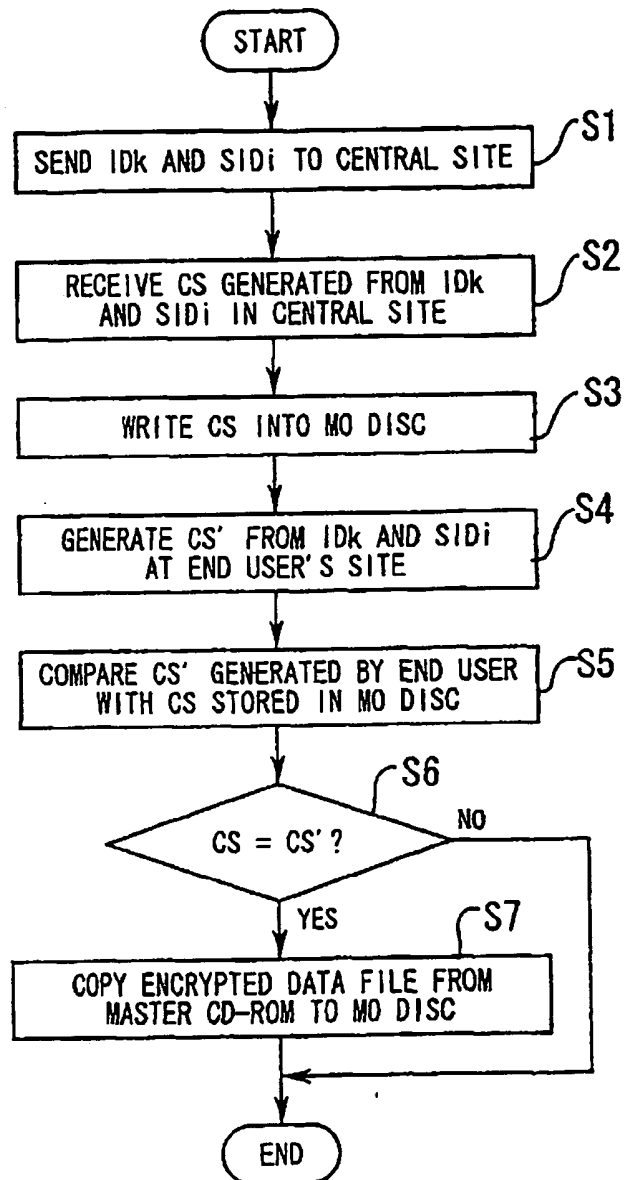 START
S1
SEND IDk AND SIDi TO CENTRAL SITE
S2
RECEIVE CS GENERATED FROM IDk
AND SIDi IN CENTRAL SITE
S3
WRITE CS INTO MO DISC
S4
GENERATE CS' FROM IDk AND SIDi
AT END USER'S SITE
S5
COMPARE CS' GENERATED BY END USER
WITH CS STORED IN MO DISC
S6
CS = CS'?
NO
YES
S7
COPY ENCRYPTED DATA FILE FROM
MASTER CD-ROM TO MO DISC
END